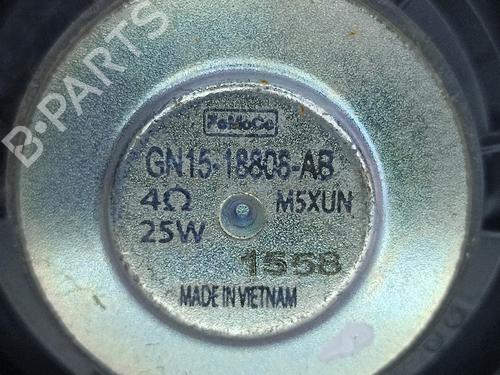 B-PARTS
FoMoCo
GN15-18808-AB
4Ω M5XUN
25W
1558
MADE IN VIETNAM